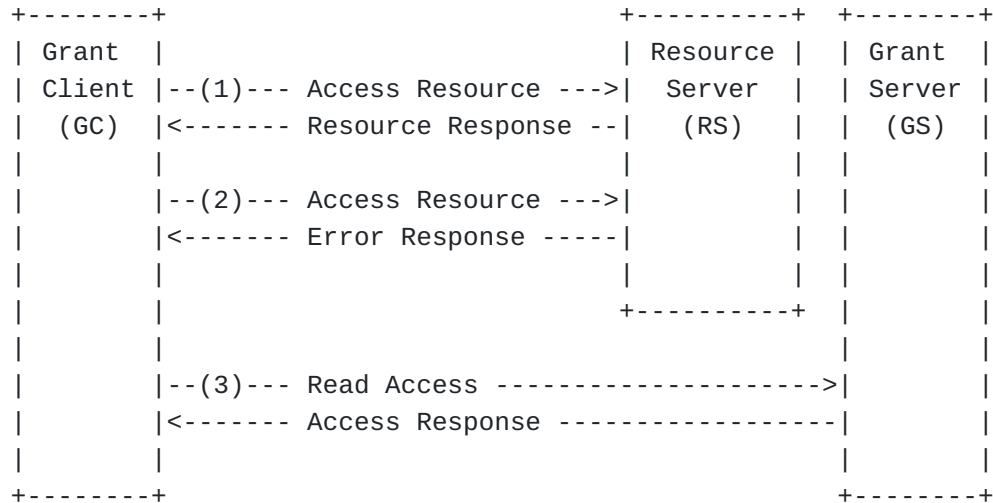 +--------+                               +----------+  +--------+
| Grant  |                               | Resource |  | Grant  |
| Client |--(1)--- Access Resource --->|  Server  |  | Server |
|  (GC)  |<------- Resource Response --|   (RS)   |  |  (GS)  |
|        |                               |          |  |        |
|        |--(2)--- Access Resource --->|          |  |        |
|        |<------- Error Response -----|          |  |        |
|        |                               |          |  |        |
|        |                               +----------+  |        |
|        |                                             |        |
|        |--(3)--- Read Access ---------------------->|        |
|        |<------- Access Response ------------------|        |
|        |                                             |        |
+--------+                                             +--------+